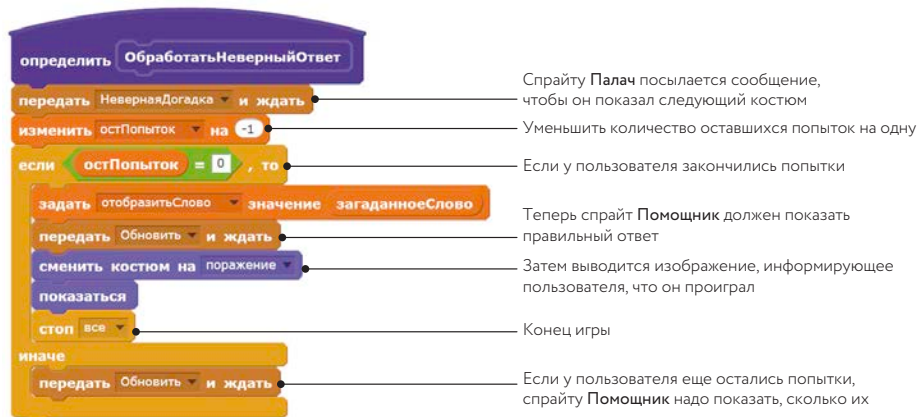 определить ОбработатьНеверныйОтвет
передать НевернаяДогадка и ждать
Спрайту Палач посылается сообщение,
чтобы он показал следующий костюм
изменить остПопыток на -1
Уменьшить количество оставшихся попыток на одну
если остПопыток = 0 , то
Если у пользователя закончились попытки
задать отобразитьСлово значение загаданноеСлово
передать Обновить и ждать
Теперь спрайт Помощник должен показать
правильный ответ
сменить костюм на поражение
Затем выводится изображение, информирующее
пользователя, что он проиграл
показаться
стоп все
Конец игры
иначе
передать Обновить и ждать
Если у пользователя еще остались попытки,
спрайту Помощник надо показать, сколько их